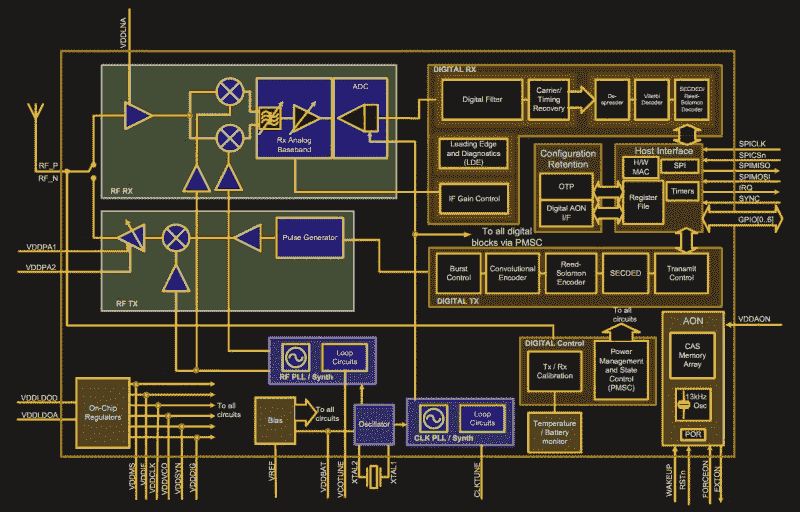 VDDLNA
RF_P
RF_N
RF RX
Rx Analog
Baseband
ADC
DIGITAL RX
Digital Filter
Carrier/
Timing
Recovery
De-
spreader
Viterbi
Decoder
SECDED/
Reed-
Solomon
Decoder
Leading Edge
and Diagnostics
(LDE)
IF Gain Control
Configuration
Retention
OTP
Digital AON
I/F
Host Interface
H/W
MAC
SPI
Register
File
Timers
SPICLK
SPICSn
SPIMISO
SPIMOSI
IRQ
SYNC
GPIO[0..6]
To all digital
blocks via PMSC
VDDPA1
VDDPA2
Pulse Generator
RF TX
Burst
Control
Convolutional
Encoder
Reed-
Solomon
Encoder
SECDED
Transmit
Control
DIGITAL TX
To all
circuits
DIGITAL Control
Tx / Rx
Calibration
Power
Management
and State
Control
(PMSC)
Temperature
/ Battery
monitor
AON
CAS
Memory
Array
13kHz
Osc
POR
VDDAON
Loop
Circuits
RF PLL / Synth
VDDLDOD
VDDLDOA
On-Chip
Regulators
To all
circuits
Bias
To all
circuits
Oscillator
Loop
Circuits
CLK PLL / Synth
VDDMS
VDDIF
VDDCLK
VDDVCO
VDDSYN
VDDDIG
VREF
VDDBAT
VCOTUNE
XTAL2
XTAL1
CLKTUNE
WAKEUP
RSTn
FORCEON
EXTON